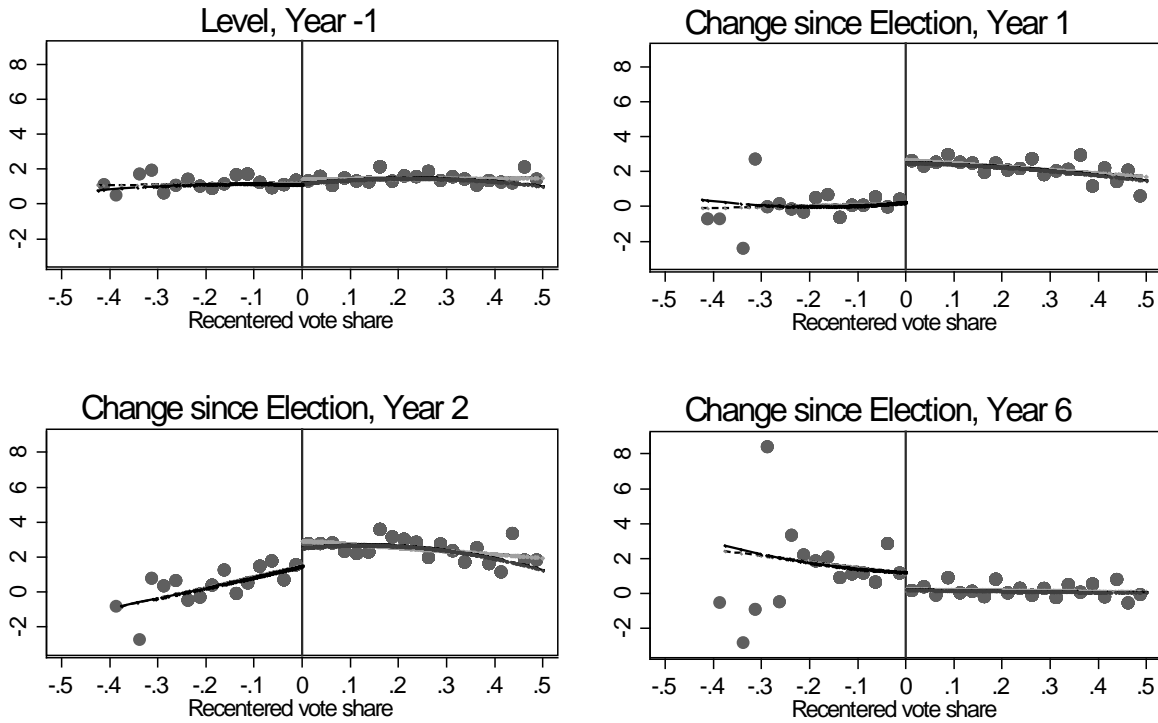 Level, Year -1
8
6
4
2
0
-2
-.5 -.4 -.3 -.2 -.1 0 .1 .2 .3 .4 .5
Recentered vote share
Change since Election, Year 1
8
6
4
2
0
-2
-.5 -.4 -.3 -.2 -.1 0 .1 .2 .3 .4 .5
Recentered vote share
Change since Election, Year 2
8
6
4
2
0
-2
-.5 -.4 -.3 -.2 -.1 0 .1 .2 .3 .4 .5
Recentered vote share
Change since Election, Year 6
8
6
4
2
0
-2
-.5 -.4 -.3 -.2 -.1 0 .1 .2 .3 .4 .5
Recentered vote share